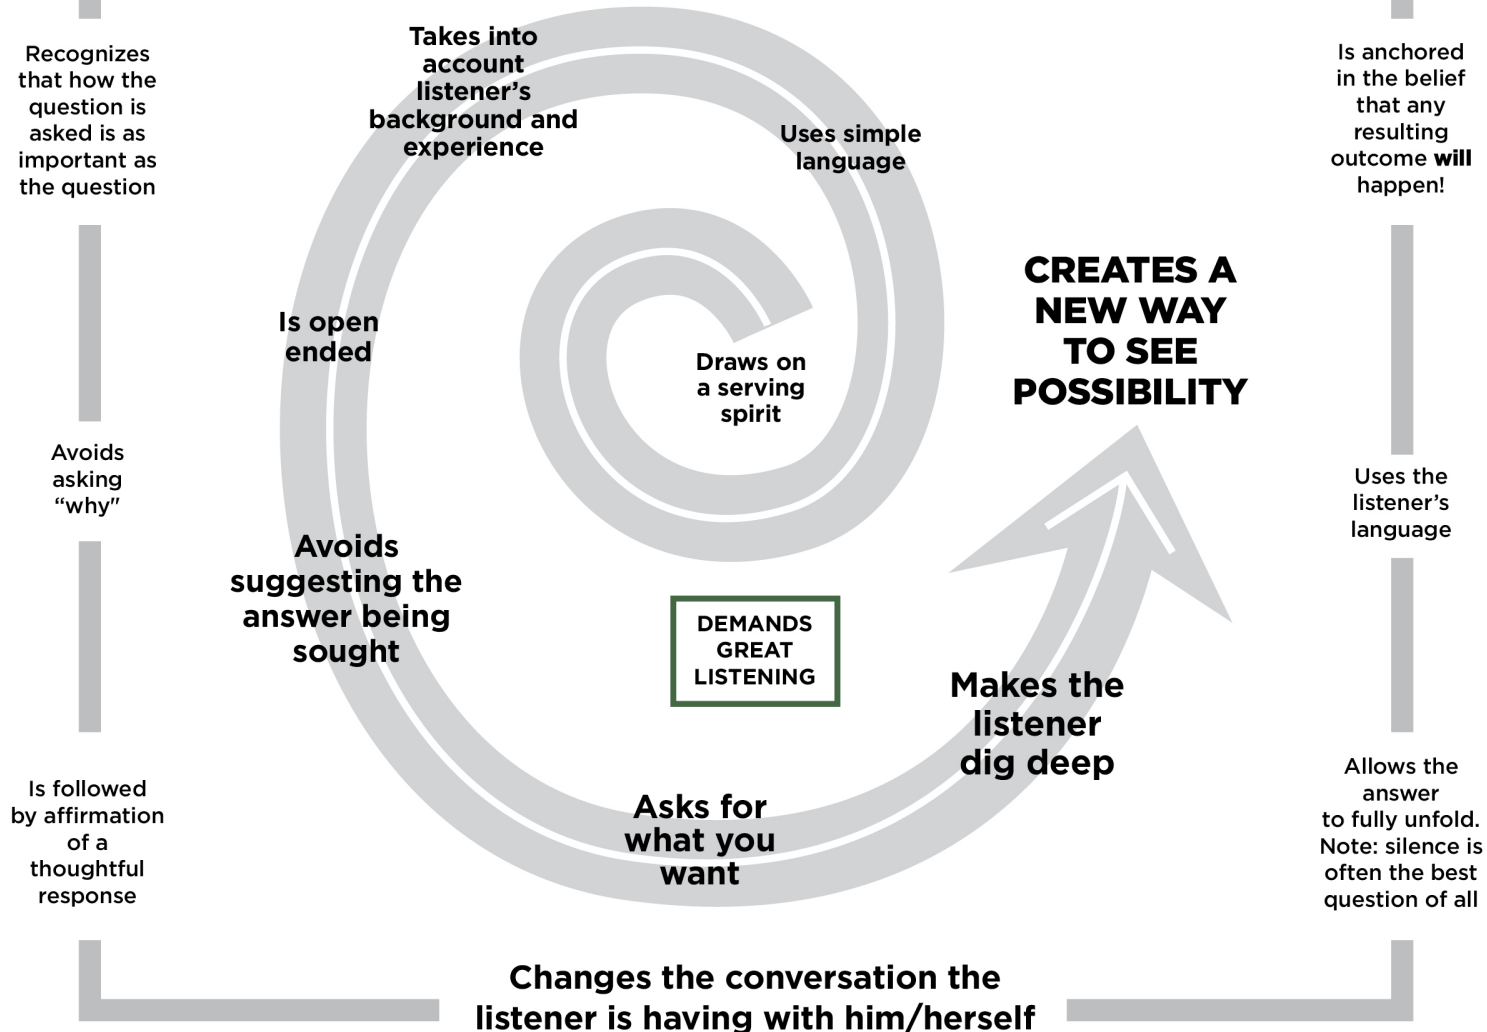 Recognizes
that how the
question is
asked is as
important as
the question
Avoids
asking
“why"
Is followed
by affirmation
of a
thoughtful
response
Takes into
account
listener’s
background and
experience
Uses simple
language
Draws on
a serving
spirit
Is open
ended
Avoids
suggesting the
answer being
sought
DEMANDS
GREAT
LISTENING
Asks for
what you
want
Makes the
listener
dig deep
CREATES A
NEW WAY
TO SEE
POSSIBILITY
Is anchored
in the belief
that any
resulting
outcome will
happen!
Uses the
listener’s
language
Allows the
answer
to fully unfold.
Note: silence is
often the best
question of all
Changes the conversation the
listener is having with him/herself